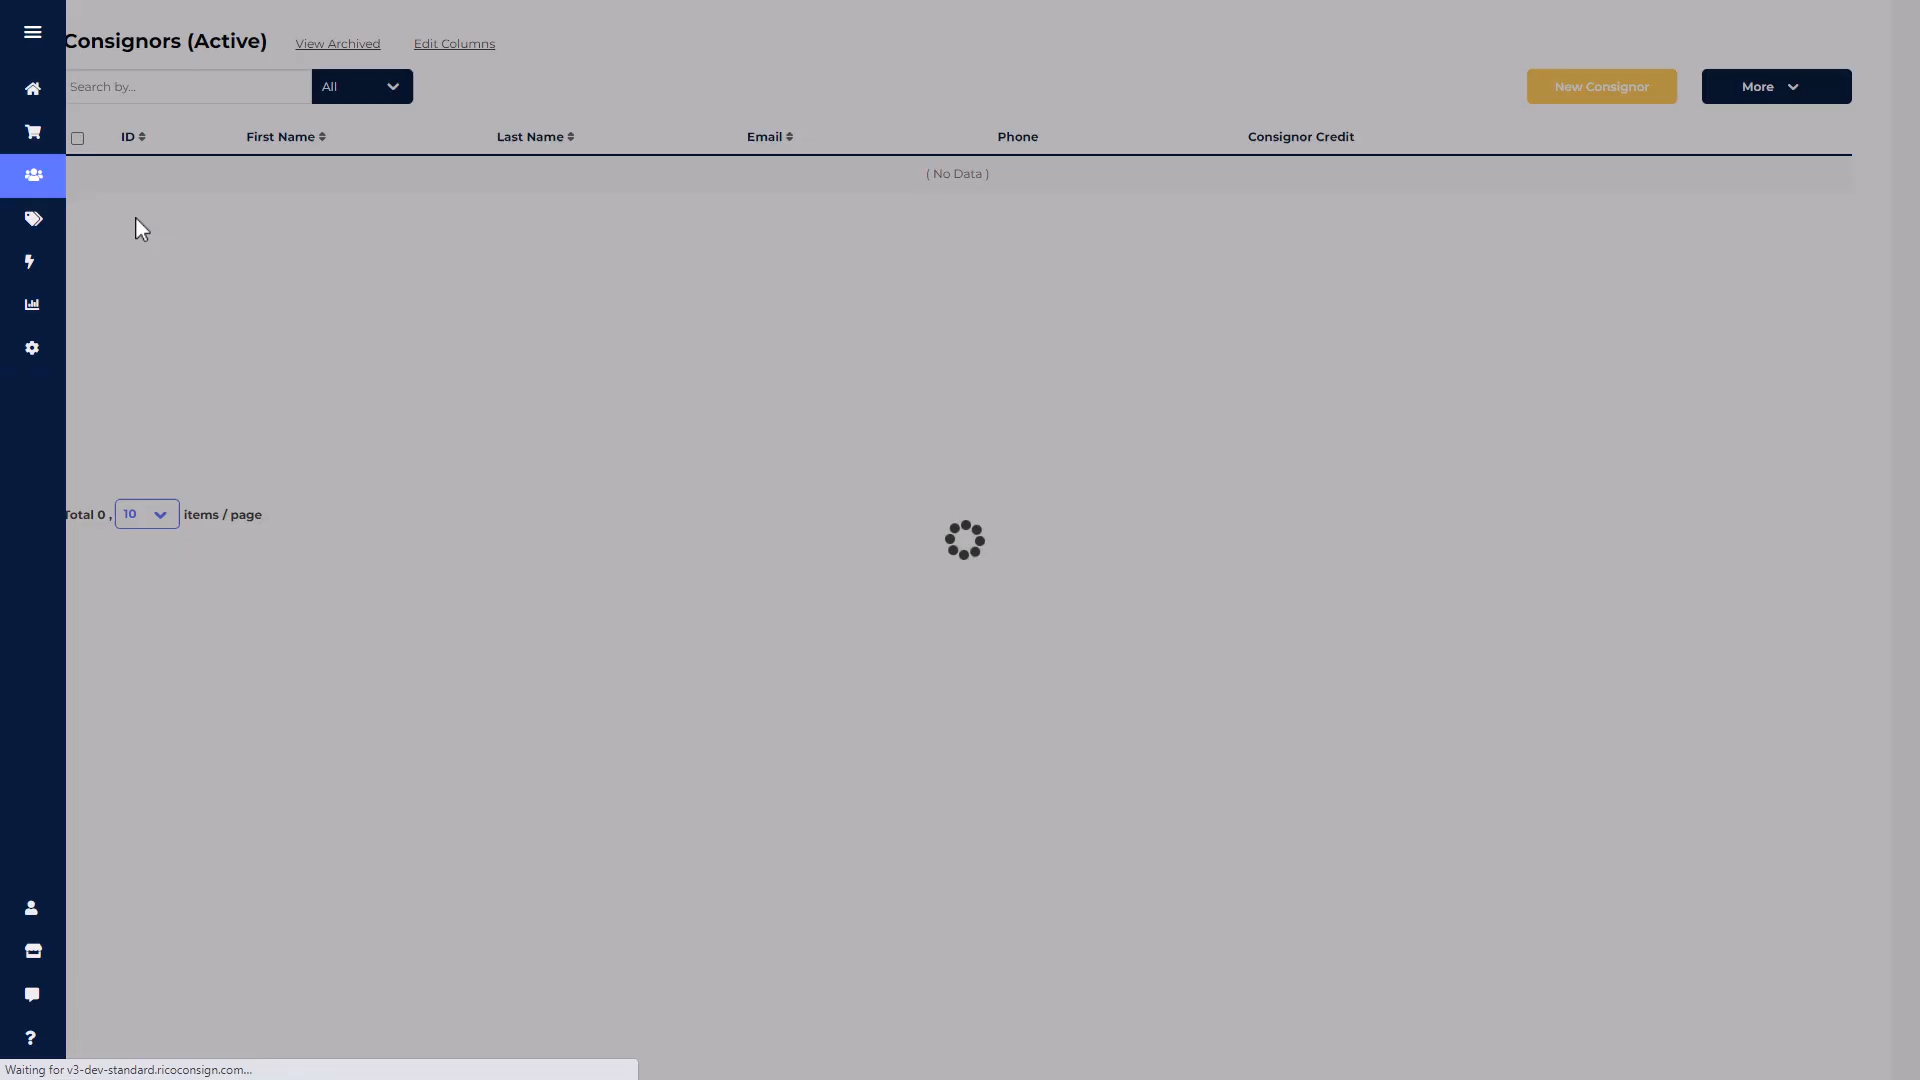 Consignors (Active) View Archived Edit Columns
Search by... All New Consignor More
ID First Name Last Name Email Phone Consignor Credit
( No Data )
Total 0 , 10 items / page
Waiting for v3-dev-standard.ricoconsign.com...